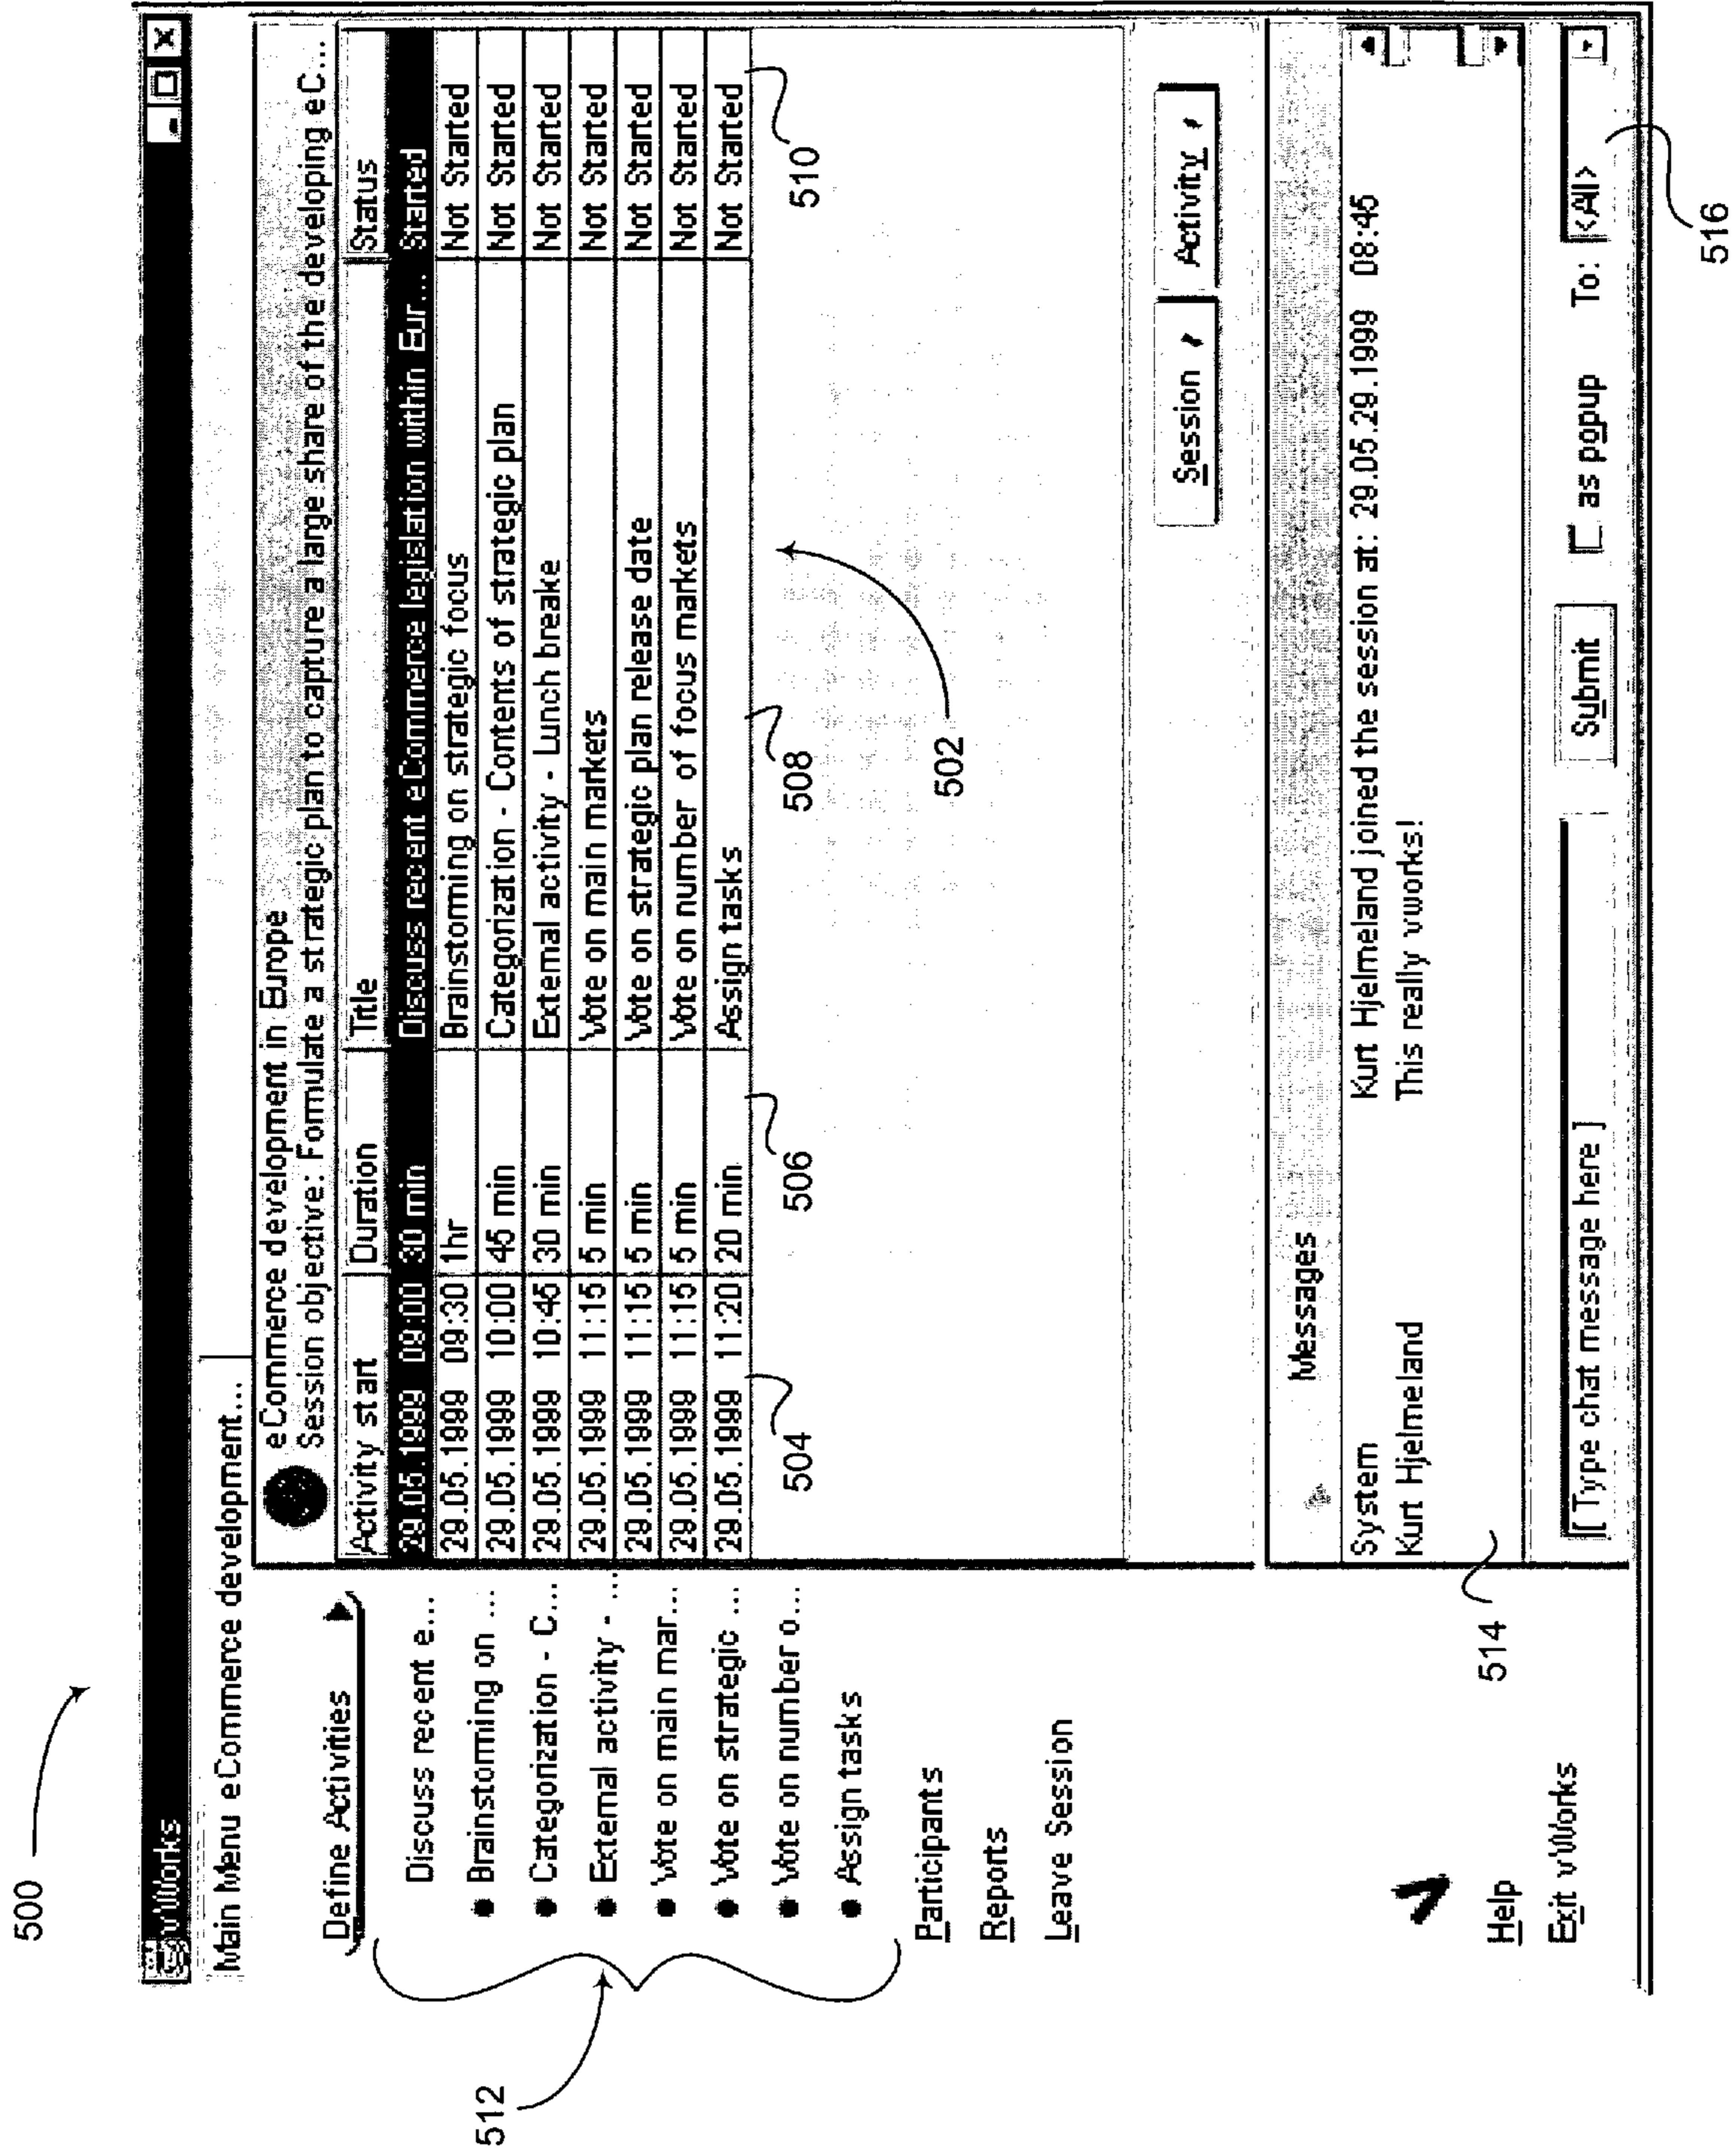 500
vWorks
Main Menu eCommerce development...
Define Activities
Discuss recent e...
Brainstoming on ...
Categorization - C...
External activity - ...
Vote on main mar...
Vote on strategic ...
Vote on number o...
Assign tasks
Participants
Reports
Leave Session
Help
Exit vWorks
512
eCommerce development in Europe
Session objective: Formulate a strategic plan to capture a large share of the developing eC...
Activity start Duration Title Status
29.05.1999 09:00 30 min Discuss recent eCommerce legislation within Eur... Started
29.05.1999 09:30 1hr Brainstoming on strategic focus Not Started
29.05.1999 10:00 45 min Categorization - Contents of strategic plan Not Started
29.05.1999 10:45 30 min External activity - Lunch breake Not Started
29.05.1999 11:15 5 min Vote on main markets Not Started
29.05.1999 11:15 5 min Vote on strategic plan release date Not Started
29.05.1999 11:15 5 min Vote on number of focus markets Not Started
29.05.1999 11:20 20 min Assign tasks Not Started
504 506 508 510
502
Session Activity
Messages
System Kurt Hjelmeland joined the session at: 29.05.29.1999 08:45
Kurt Hjelmeland This really vworks!
514
[ Type chat message here ] Submit as popup To: <All>
516